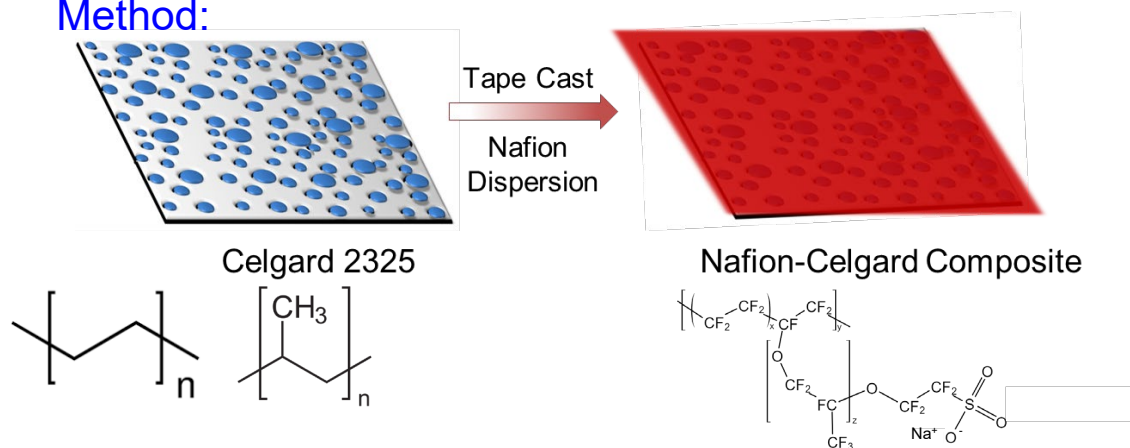 Method:
Tape Cast
Nafion
Dispersion
Celgard 2325
Nafion-Celgard Composite
CH₃
n
n
CF₂
CF₂
CF₂
x
CF
CF₂
y
O
CF₂
FC
z
CF₃
O
CF₂
CF₂
S
O
O
Na⁺
O⁻